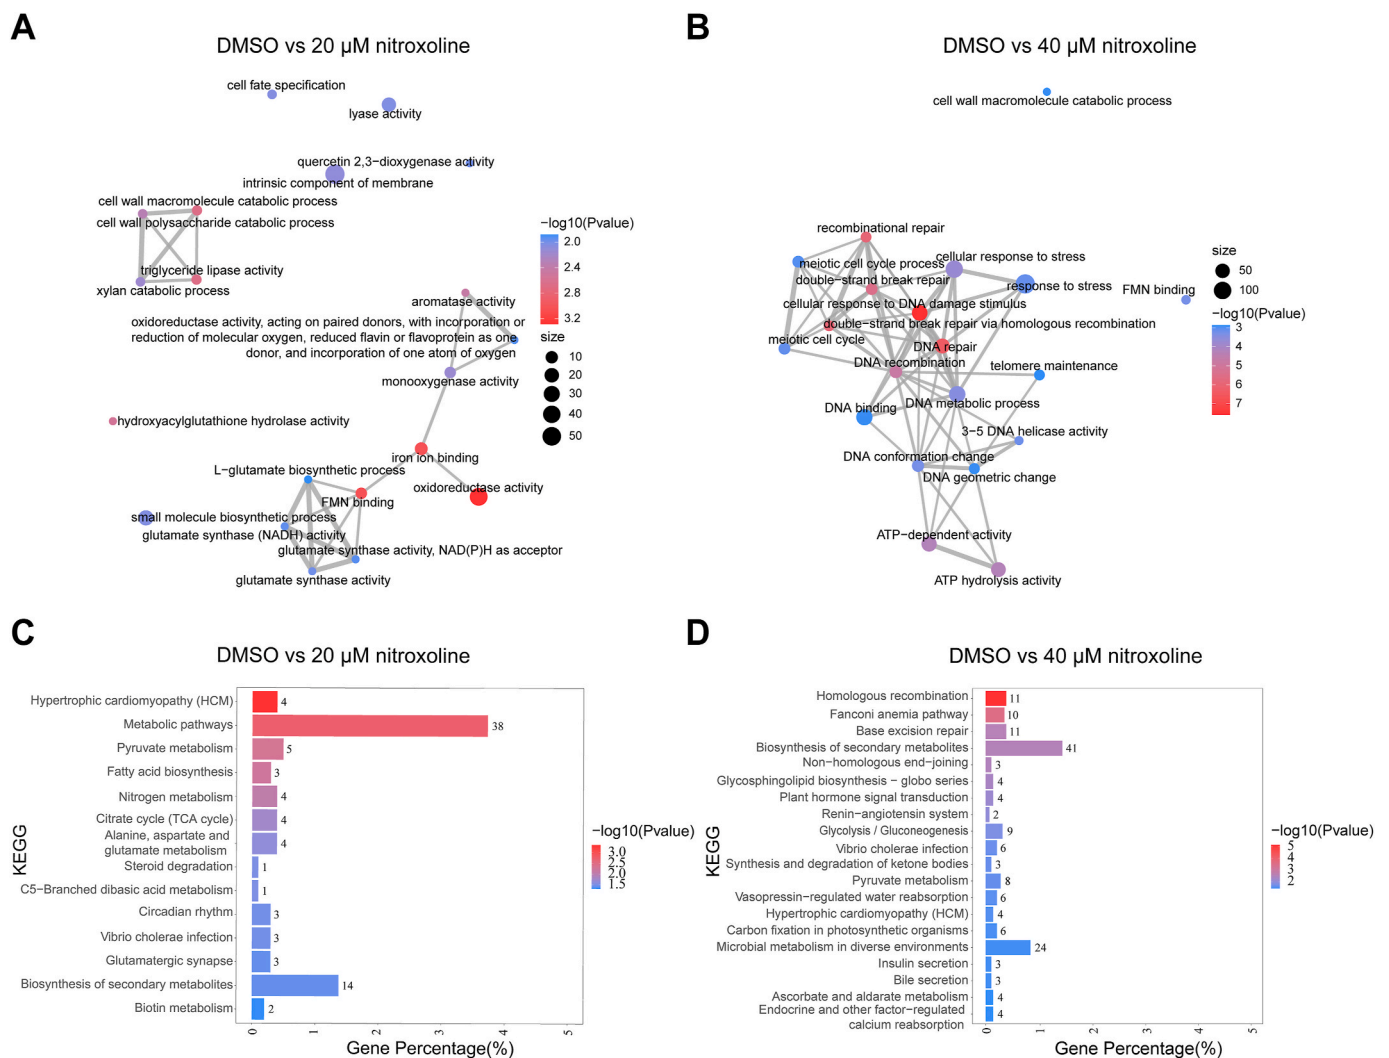 A
DMSO vs 20 μM nitroxoline
cell fate specification
lyase activity
quercetin 2,3−dioxygenase activity
intrinsic component of membrane
cell wall macromolecule catabolic process
cell wall polysaccharide catabolic process
triglyceride lipase activity
xylan catabolic process
aromatase activity
oxidoreductase activity, acting on paired donors, with incorporation or
reduction of molecular oxygen, reduced flavin or flavoprotein as one
donor, and incorporation of one atom of oxygen
monooxygenase activity
hydroxyacylglutathione hydrolase activity
iron ion binding
L−glutamate biosynthetic process
oxidoreductase activity
FMN binding
small molecule biosynthetic process
glutamate synthase (NADH) activity
glutamate synthase activity, NAD(P)H as acceptor
glutamate synthase activity
−log10(Pvalue)
2.0
2.4
2.8
3.2
size
10
20
30
40
50
B
DMSO vs 40 μM nitroxoline
cell wall macromolecule catabolic process
recombinational repair
cellular response to stress
meiotic cell cycle process
double−strand break repair
response to stress
FMN binding
cellular response to DNA damage stimulus
double−strand break repair via homologous recombination
meiotic cell cycle
DNA repair
DNA recombination
telomere maintenance
DNA metabolic process
DNA binding
3−5 DNA helicase activity
DNA conformation change
DNA geometric change
ATP−dependent activity
ATP hydrolysis activity
size
50
100
−log10(Pvalue)
3
4
5
6
7
C
DMSO vs 20 μM nitroxoline
KEGG
Hypertrophic cardiomyopathy (HCM) 4
Metabolic pathways 38
Pyruvate metabolism 5
Fatty acid biosynthesis 3
Nitrogen metabolism 4
Citrate cycle (TCA cycle) 4
Alanine, aspartate and
glutamate metabolism 4
Steroid degradation 1
C5−Branched dibasic acid metabolism 1
Circadian rhythm 3
Vibrio cholerae infection 3
Glutamatergic synapse 3
Biosynthesis of secondary metabolites 14
Biotin metabolism 2
0 1 2 3 4 5
Gene Percentage(%)
−log10(Pvalue)
3.0
2.5
2.0
1.5
D
DMSO vs 40 μM nitroxoline
KEGG
Homologous recombination 11
Fanconi anemia pathway 10
Base excision repair 11
Biosynthesis of secondary metabolites 41
Non−homologous end−joining 3
Glycosphingolipid biosynthesis − globo series 4
Plant hormone signal transduction 4
Renin−angiotensin system 2
Glycolysis / Gluconeogenesis 9
Vibrio cholerae infection 6
Synthesis and degradation of ketone bodies 3
Pyruvate metabolism 8
Vasopressin−regulated water reabsorption 6
Hypertrophic cardiomyopathy (HCM) 4
Carbon fixation in photosynthetic organisms 6
Microbial metabolism in diverse environments 24
Insulin secretion 3
Bile secretion 3
Ascorbate and aldarate metabolism 4
Endocrine and other factor−regulated
calcium reabsorption 4
0 1 2 3 4 5
Gene Percentage(%)
−log10(Pvalue)
5
4
3
2